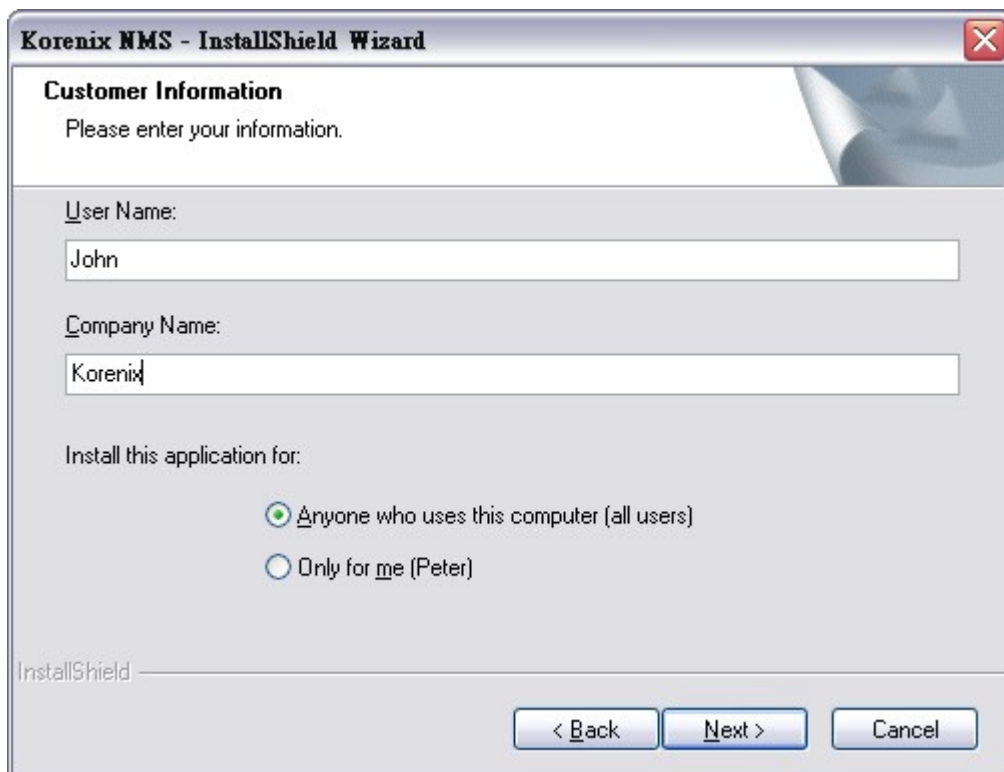 Korenix NMS - InstallShield Wizard
Customer Information
Please enter your information.
User Name:
John
Company Name:
Korenix
Install this application for:
Anyone who uses this computer (all users)
Only for me (Peter)
InstallShield
< Back Next > Cancel